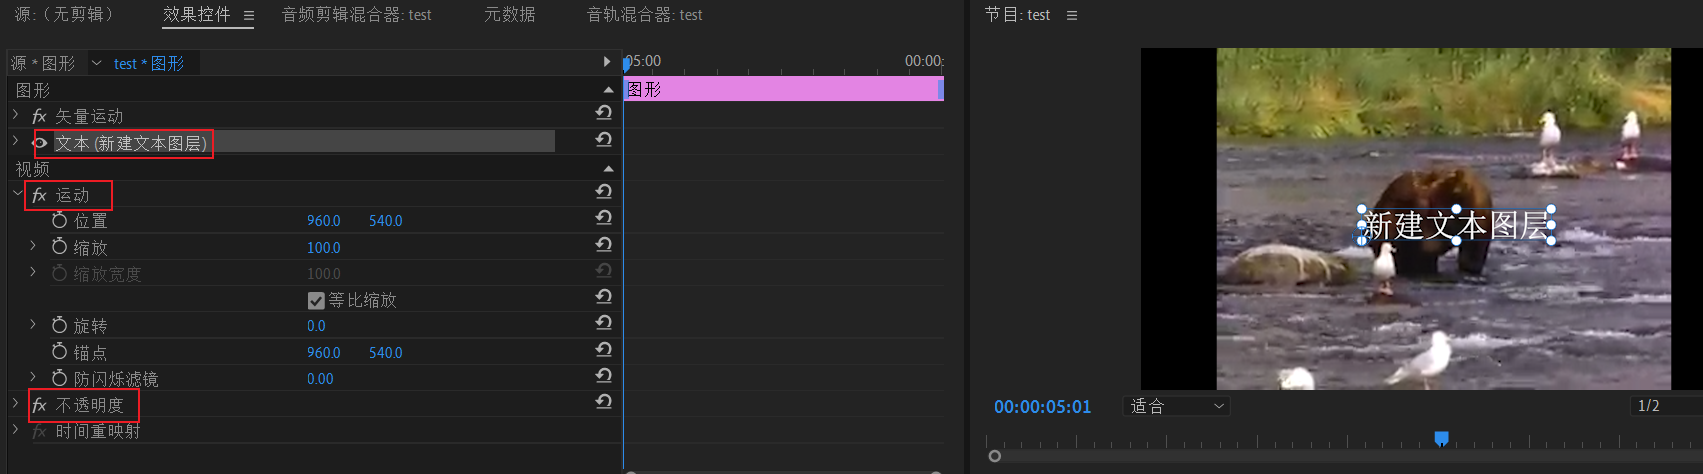 源:（无剪辑） 效果控件 音频剪辑混合器: test 元数据 音轨混合器: test 节目: test
源 * 图形 test * 图形 05:00 00:00:
图形 图形
fx 矢量运动
文本 (新建文本图层)
视频
fx 运动
位置 960.0 540.0
缩放 100.0
缩放宽度 100.0
等比缩放
旋转 0.0
锚点 960.0 540.0
防闪烁滤镜 0.00
fx 不透明度
fx 时间重映射
新建文本图层
00:00:05:01 适合 1/2